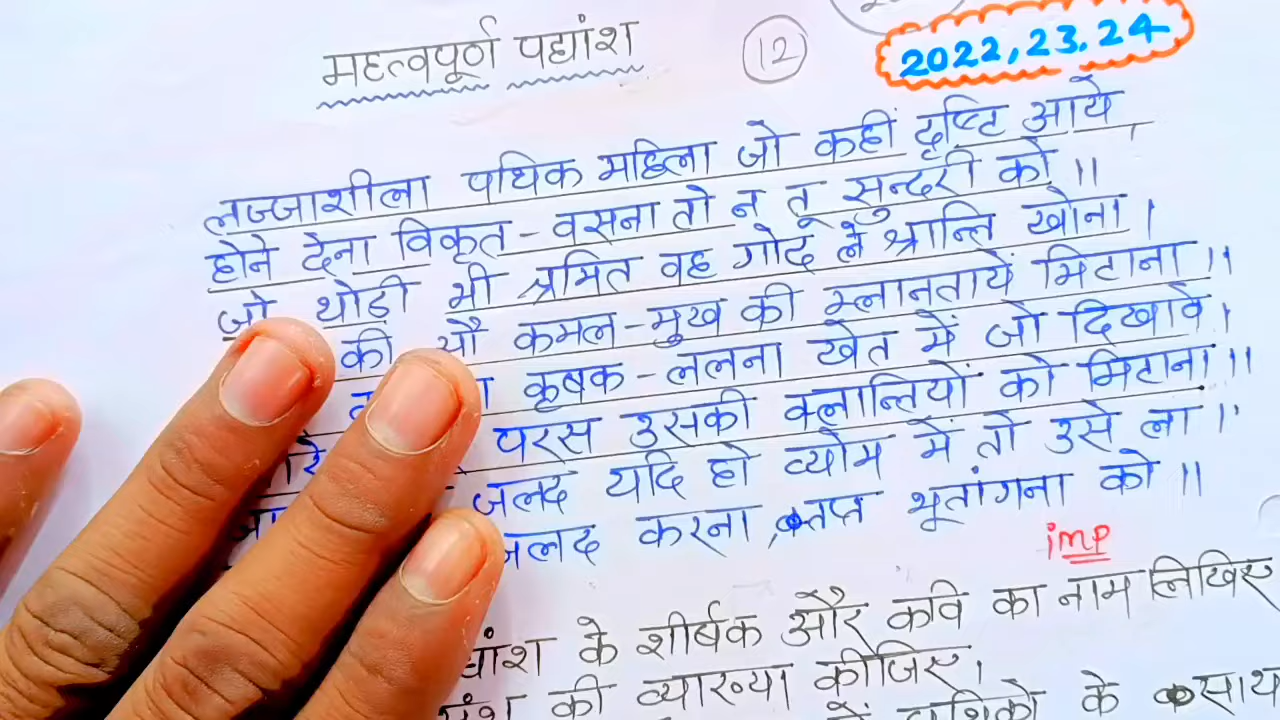 महत्वपूर्ण पद्यांश
12
2022,23.24
लज्जाशीला पथिक महिला जो कहीं दृष्टि आये
होने देना विकृत-वसना तो न तू सुन्दरी को ॥
जो थोड़ी भी श्रमित वह गोद ले श्रान्ति खोना।
की औ कमल-मुख की म्लानतायें मिटाना ॥
कृषक-ललना खेत में जो दिखावे।
परस उसकी क्लान्तियों को मिटाना ॥
जलद यदि हो व्योम में तो उसे ला।
जलद करना, तप्त भूतांगना को ॥
imp
के शीर्षक और कवि का नाम लिखिए
की व्याख्या कीजिए।
के साथ